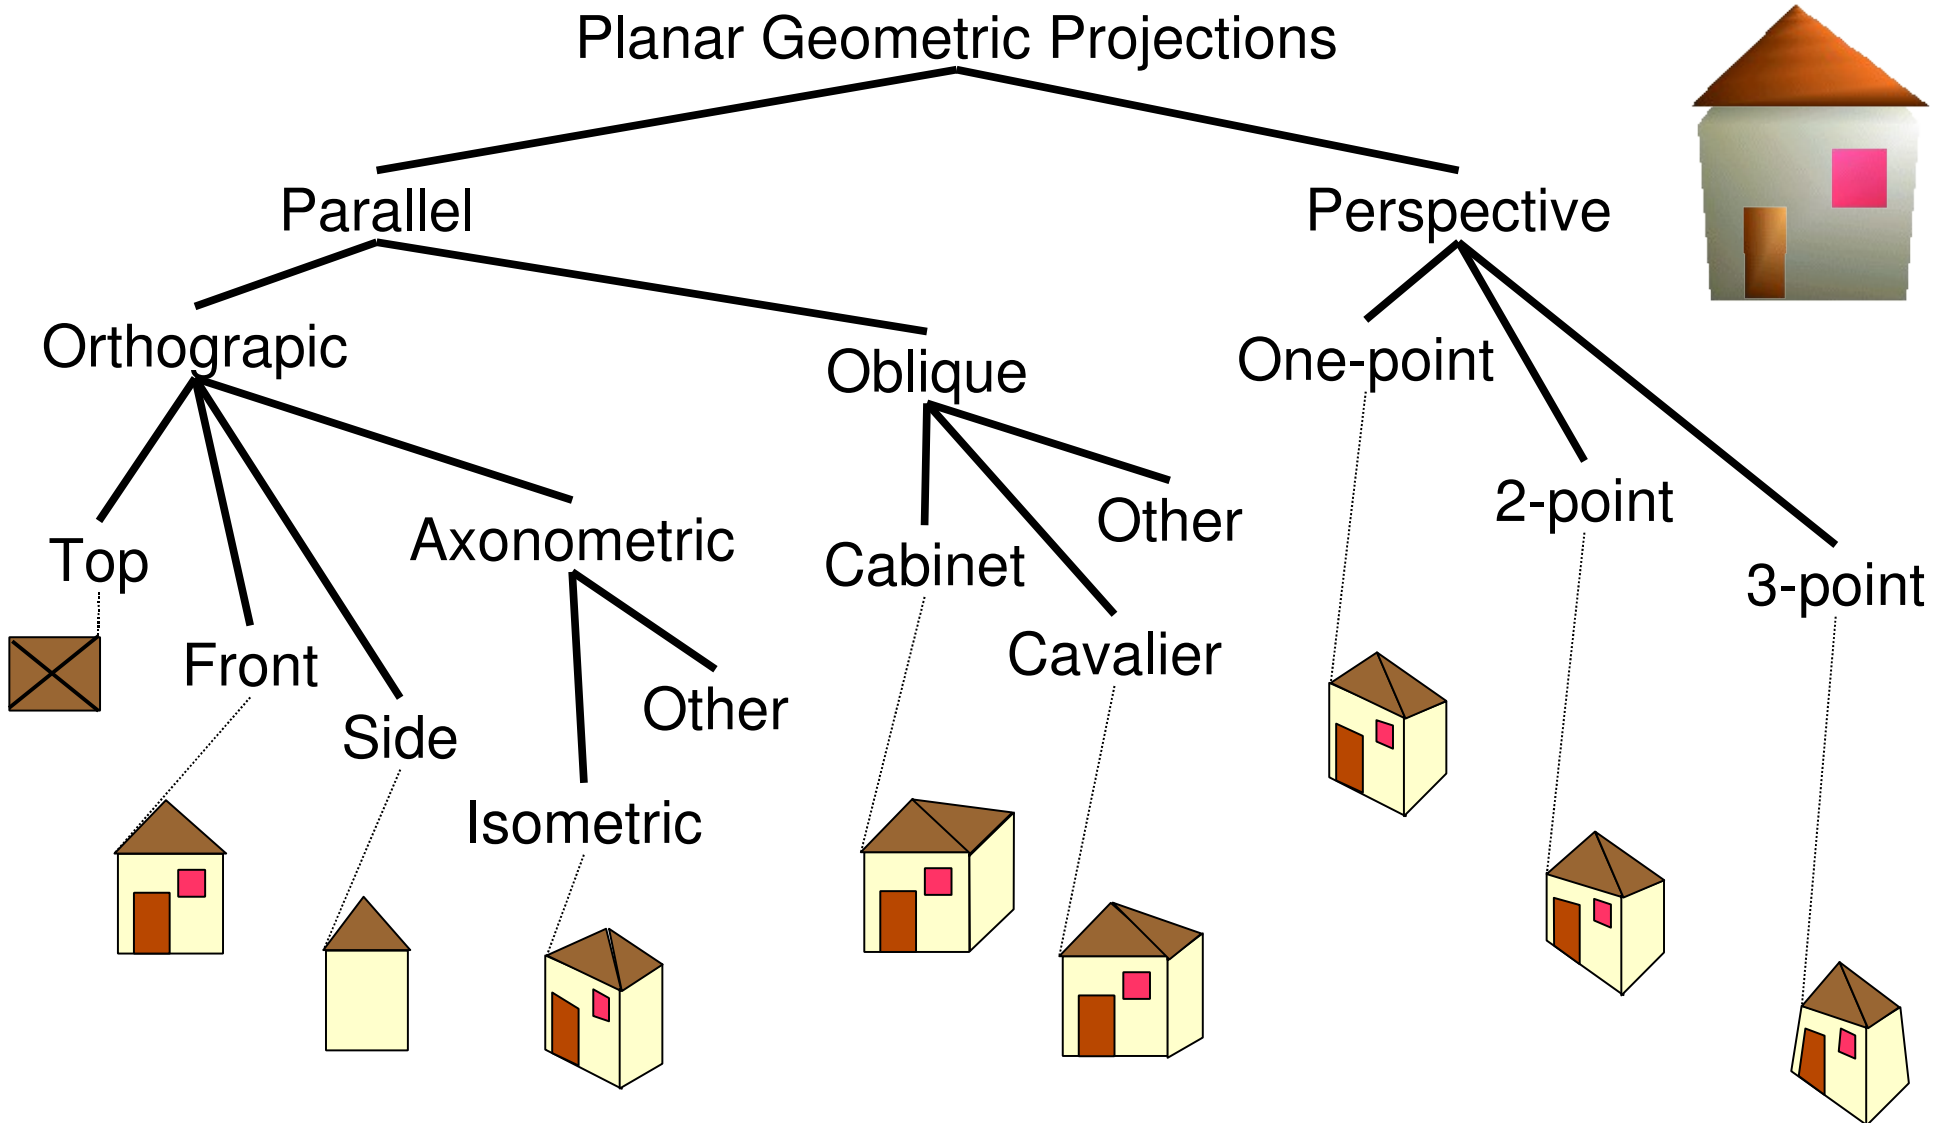 Planar Geometric Projections
Parallel
Perspective
Orthograpic
Oblique
One-point
Top
Front
Side
Axonometric
Isometric
Other
Cabinet
Cavalier
Other
2-point
3-point